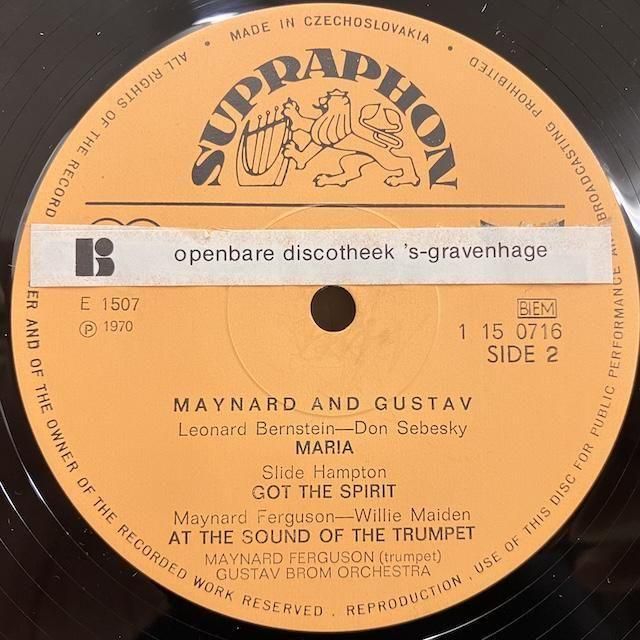 MADE IN CZECHOSLOVAKIA
ALL RIGHTS OF THE RECORD
ER AND OF THE OWNER OF THE RECORDED WORK RESERVED . REPRODUCTION , USE OF THIS DISC FOR PUBLIC PERFORMANCE
BROADCASTING PROHIBITED
SUPRAPHON
openbare discotheek 's-gravenhage
E 1507
℗ 1970
BIEM
1 15 0716
SIDE 2
MAYNARD AND GUSTAV
Leonard Bernstein—Don Sebesky
MARIA
Slide Hampton
GOT THE SPIRIT
Maynard Ferguson—Willie Maiden
AT THE SOUND OF THE TRUMPET
MAYNARD FERGUSON (trumpet)
GUSTAV BROM ORCHESTRA